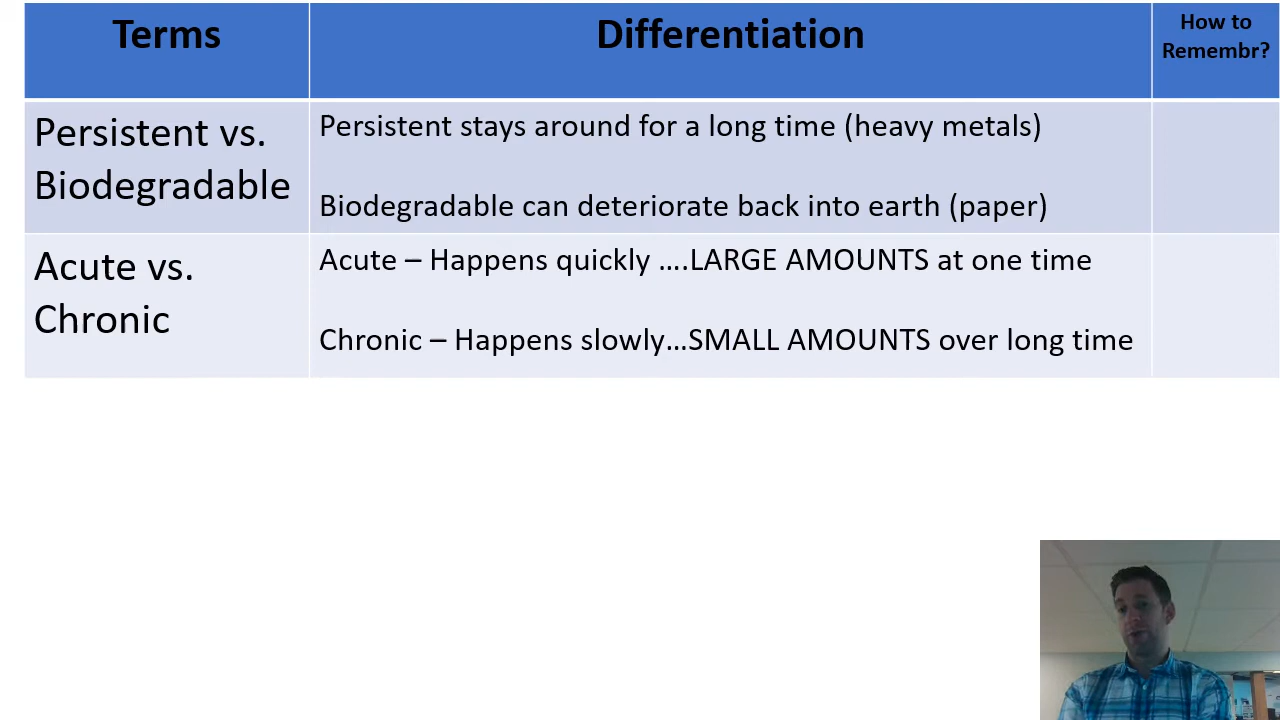 Terms
Differentiation
How to
Remembr?
Persistent vs.
Biodegradable
Persistent stays around for a long time (heavy metals)
Biodegradable can deteriorate back into earth (paper)
Acute vs.
Chronic
Acute – Happens quickly ….LARGE AMOUNTS at one time
Chronic – Happens slowly…SMALL AMOUNTS over long time